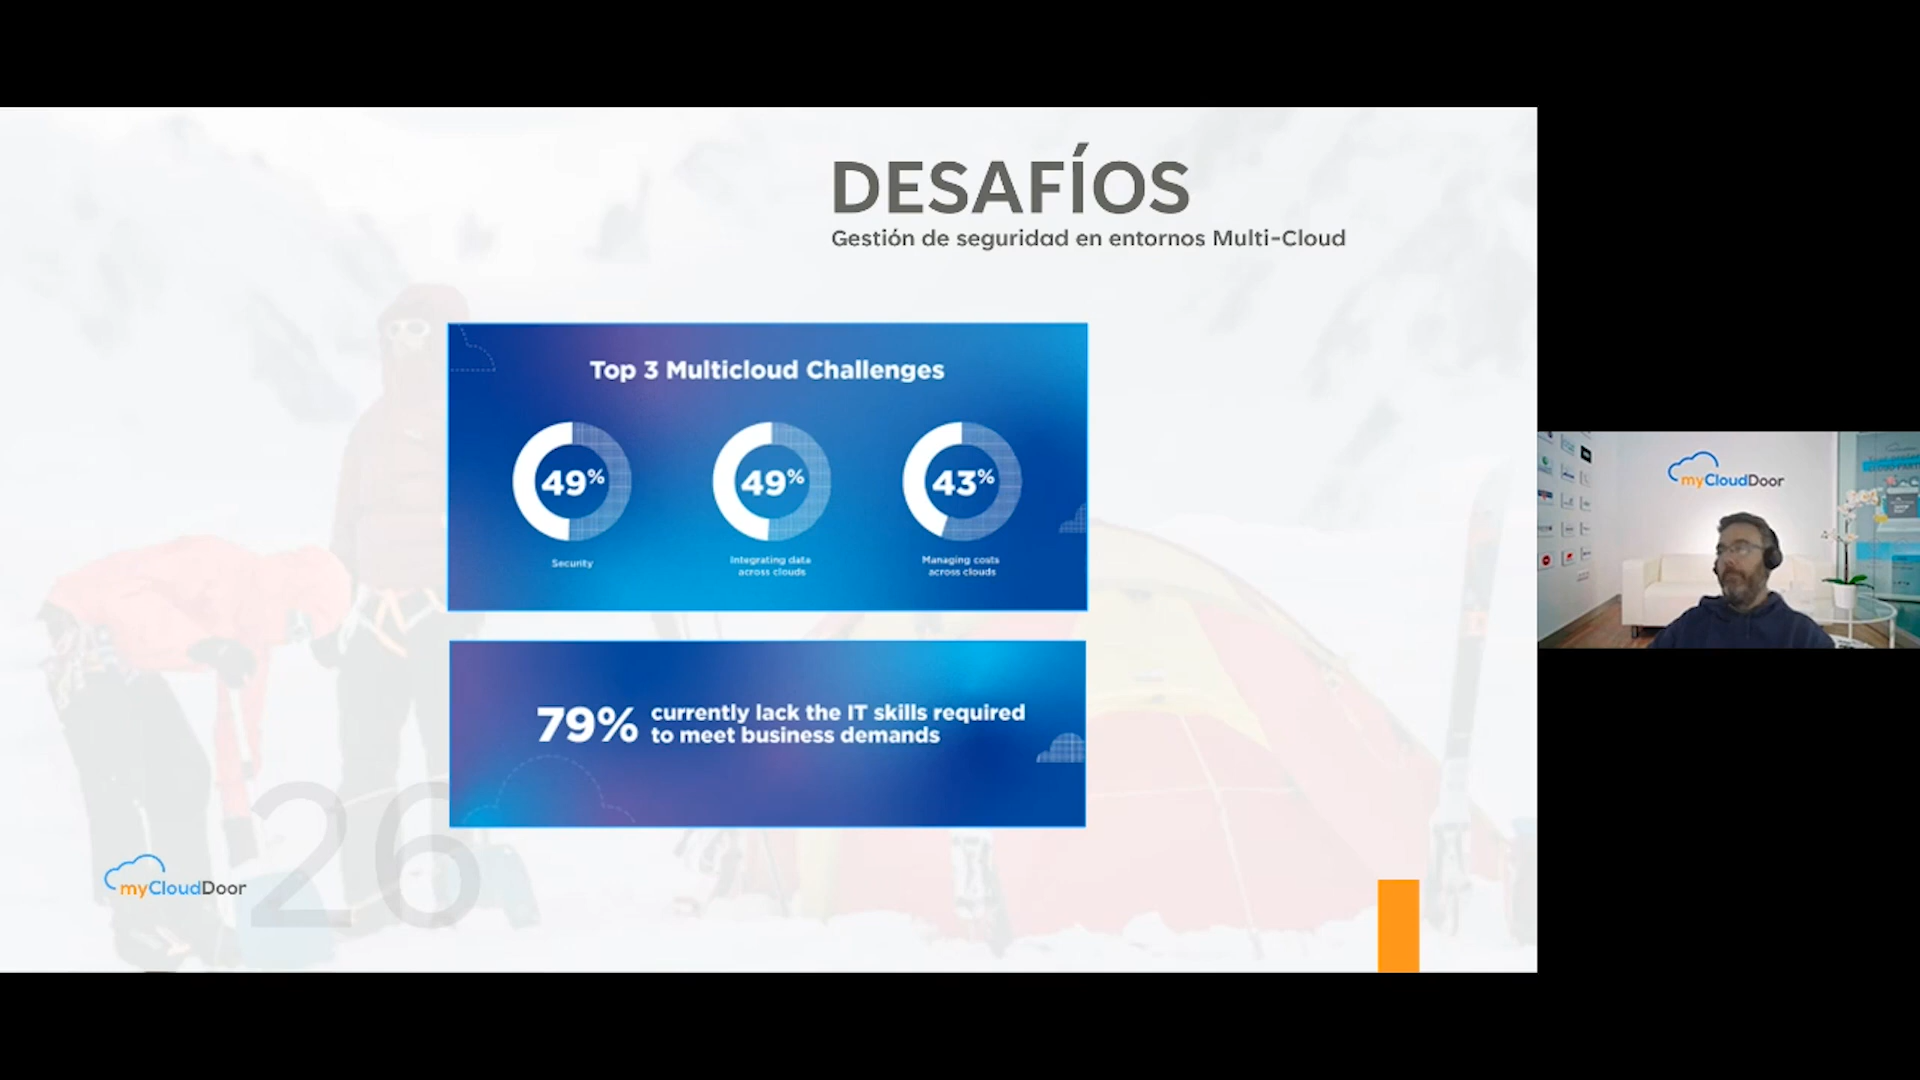 DESAFÍOS
Gestión de seguridad en entornos Multi-Cloud
Top 3 Multicloud Challenges
49%
49%
43%
Security
Integrating data
across clouds
Managing costs
across clouds
79%
currently lack the IT skills required
to meet business demands
26
myCloudDoor
myCloudDoor